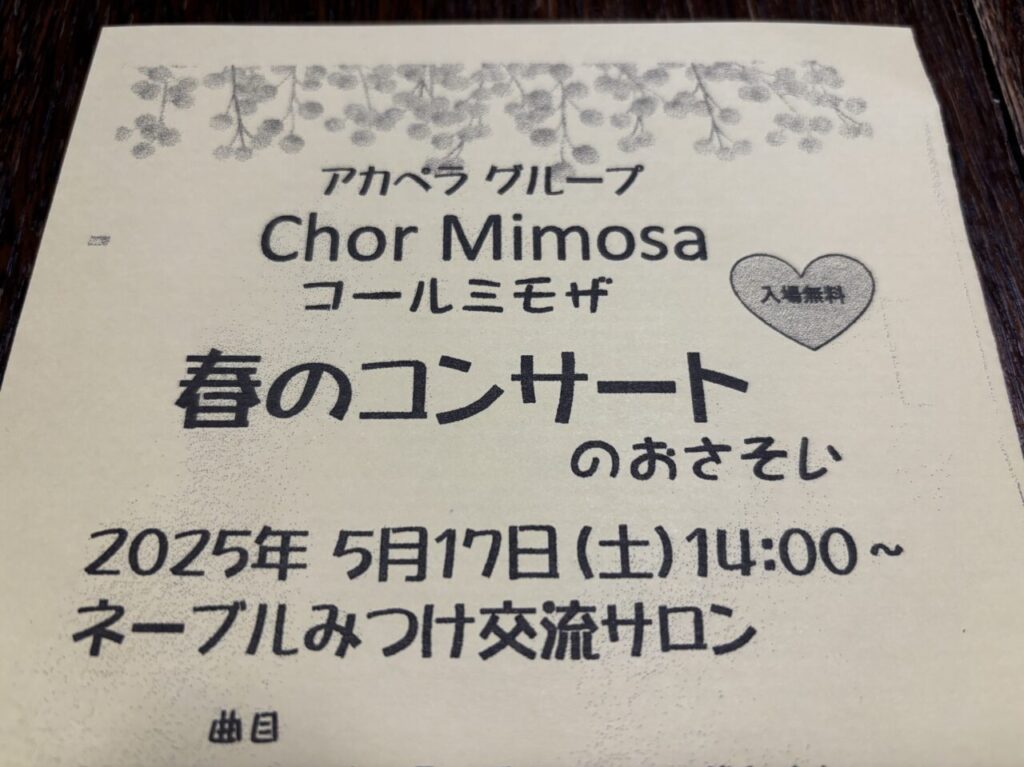 アカペラ グループ
Chor Mimosa
コールミモザ
入場無料
春のコンサート
のおさそい
2025年 5月17日(土)14:00~
ネーブルみつけ交流サロン
曲目